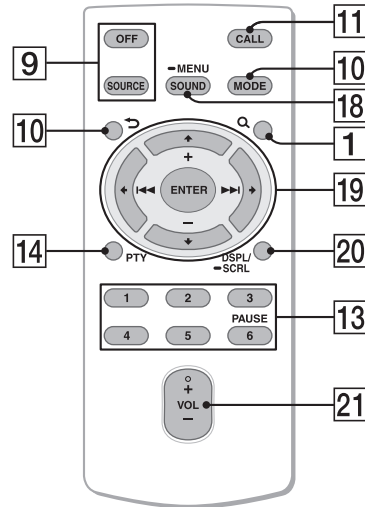 OFF CALL 11
9
–MENU
SOURCE SOUND MODE 10
18
10
1
+
ENTER 19
–
14 PTY DSPL/ 20
–SCRL
1 2 3
PAUSE 13
4 5 6
+
VOL 21
–